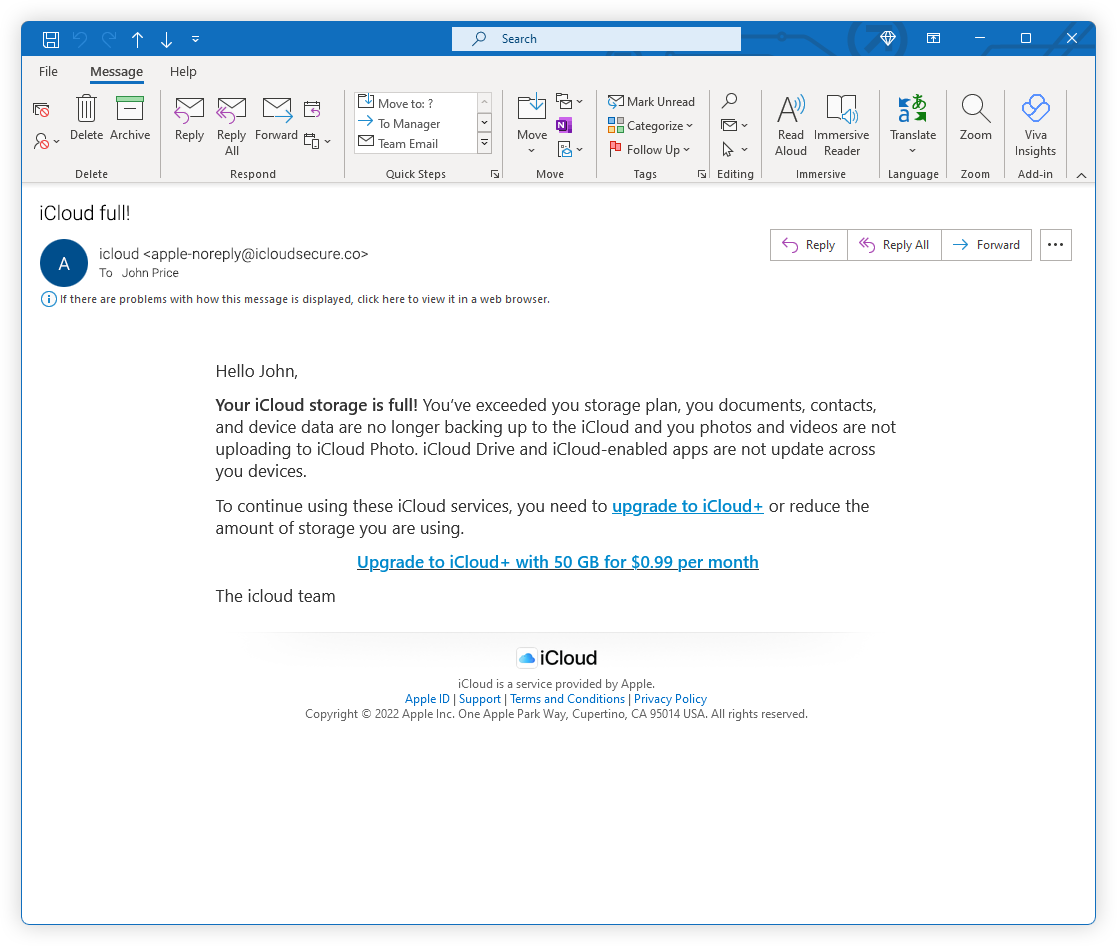 Search
File Message Help
Delete
Archive
Reply
Reply All
Forward
Move to: ?
To Manager
Team Email
Move
Mark Unread
Categorize
Follow Up
Read Aloud
Immersive Reader
Translate
Zoom
Viva Insights
Delete
Respond
Quick Steps
Move
Tags
Editing
Immersive
Language
Zoom
Add-in
iCloud full!
A
icloud <apple-noreply@icloudsecure.co>
To John Price
Reply
Reply All
Forward
If there are problems with how this message is displayed, click here to view it in a web browser.
Hello John,
Your iCloud storage is full! You’ve exceeded you storage plan, you documents, contacts,
and device data are no longer backing up to the iCloud and you photos and videos are not
uploading to iCloud Photo. iCloud Drive and iCloud-enabled apps are not update across
you devices.
To continue using these iCloud services, you need to upgrade to iCloud+ or reduce the
amount of storage you are using.
Upgrade to iCloud+ with 50 GB for $0.99 per month
The icloud team
iCloud
iCloud is a service provided by Apple.
Apple ID | Support | Terms and Conditions | Privacy Policy
Copyright © 2022 Apple Inc. One Apple Park Way, Cupertino, CA 95014 USA. All rights reserved.